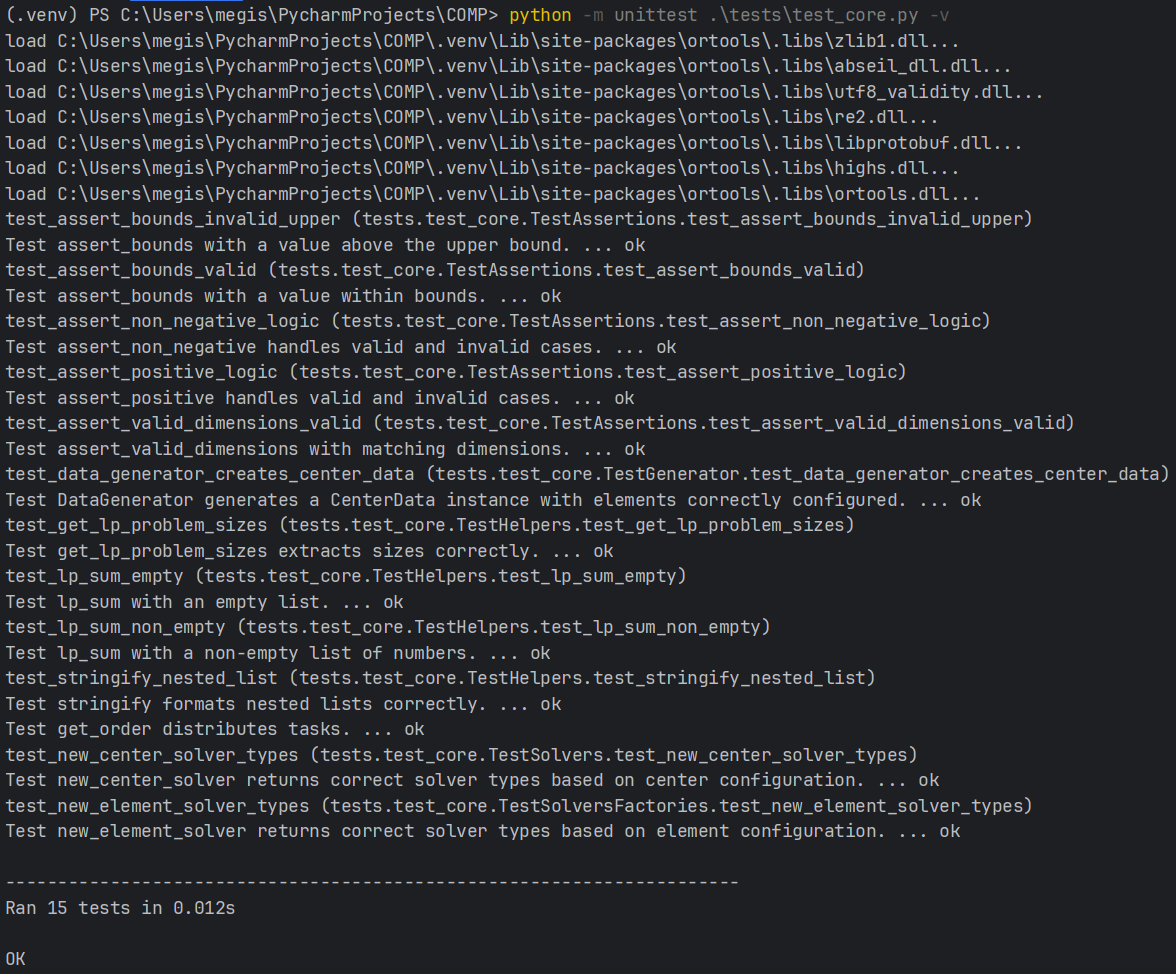 (.venv) PS C:\Users\megis\PycharmProjects\COMP> python -m unittest .\tests\test_core.py -v
load C:\Users\megis\PycharmProjects\COMP\.venv\Lib\site-packages\ortools\.libs\zlib1.dll...
load C:\Users\megis\PycharmProjects\COMP\.venv\Lib\site-packages\ortools\.libs\abseil_dll.dll...
load C:\Users\megis\PycharmProjects\COMP\.venv\Lib\site-packages\ortools\.libs\utf8_validity.dll...
load C:\Users\megis\PycharmProjects\COMP\.venv\Lib\site-packages\ortools\.libs\re2.dll...
load C:\Users\megis\PycharmProjects\COMP\.venv\Lib\site-packages\ortools\.libs\libprotobuf.dll...
load C:\Users\megis\PycharmProjects\COMP\.venv\Lib\site-packages\ortools\.libs\highs.dll...
load C:\Users\megis\PycharmProjects\COMP\.venv\Lib\site-packages\ortools\.libs\ortools.dll...
test_assert_bounds_invalid_upper (tests.test_core.TestAssertions.test_assert_bounds_invalid_upper)
Test assert_bounds with a value above the upper bound. ... ok
test_assert_bounds_valid (tests.test_core.TestAssertions.test_assert_bounds_valid)
Test assert_bounds with a value within bounds. ... ok
test_assert_non_negative_logic (tests.test_core.TestAssertions.test_assert_non_negative_logic)
Test assert_non_negative handles valid and invalid cases. ... ok
test_assert_positive_logic (tests.test_core.TestAssertions.test_assert_positive_logic)
Test assert_positive handles valid and invalid cases. ... ok
test_assert_valid_dimensions_valid (tests.test_core.TestAssertions.test_assert_valid_dimensions_valid)
Test assert_valid_dimensions with matching dimensions. ... ok
test_data_generator_creates_center_data (tests.test_core.TestGenerator.test_data_generator_creates_center_data)
Test DataGenerator generates a CenterData instance with elements correctly configured. ... ok
test_get_lp_problem_sizes (tests.test_core.TestHelpers.test_get_lp_problem_sizes)
Test get_lp_problem_sizes extracts sizes correctly. ... ok
test_lp_sum_empty (tests.test_core.TestHelpers.test_lp_sum_empty)
Test lp_sum with an empty list. ... ok
test_lp_sum_non_empty (tests.test_core.TestHelpers.test_lp_sum_non_empty)
Test lp_sum with a non-empty list of numbers. ... ok
test_stringify_nested_list (tests.test_core.TestHelpers.test_stringify_nested_list)
Test stringify formats nested lists correctly. ... ok
Test get_order distributes tasks. ... ok
test_new_center_solver_types (tests.test_core.TestSolvers.test_new_center_solver_types)
Test new_center_solver returns correct solver types based on center configuration. ... ok
test_new_element_solver_types (tests.test_core.TestSolversFactories.test_new_element_solver_types)
Test new_element_solver returns correct solver types based on element configuration. ... ok
----------------------------------------------------------------------
Ran 15 tests in 0.012s
OK